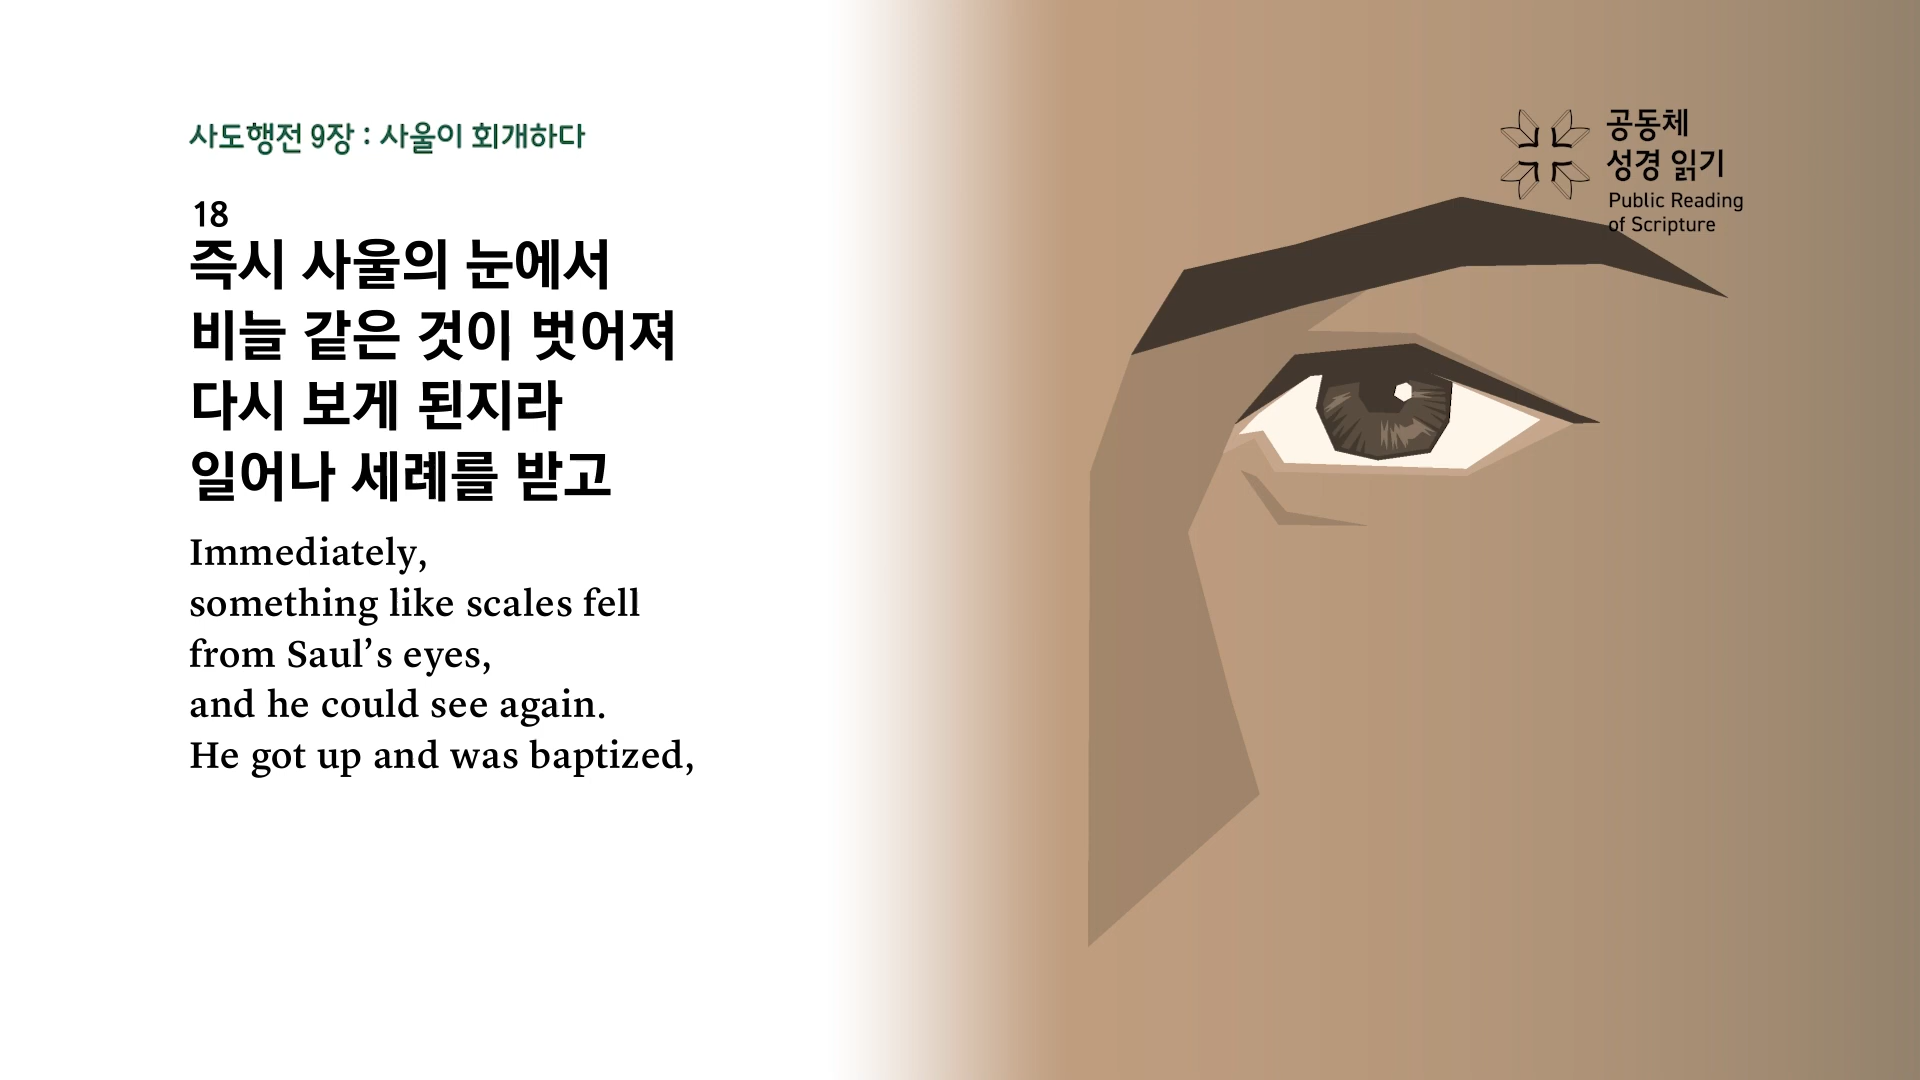 사도행전 9장 : 사울이 회개하다
18
즉시 사울의 눈에서
비늘 같은 것이 벗어져
다시 보게 된지라
일어나 세례를 받고
Immediately,
something like scales fell
from Saul’s eyes,
and he could see again.
He got up and was baptized,
공동체
성경 읽기
Public Reading
of Scripture